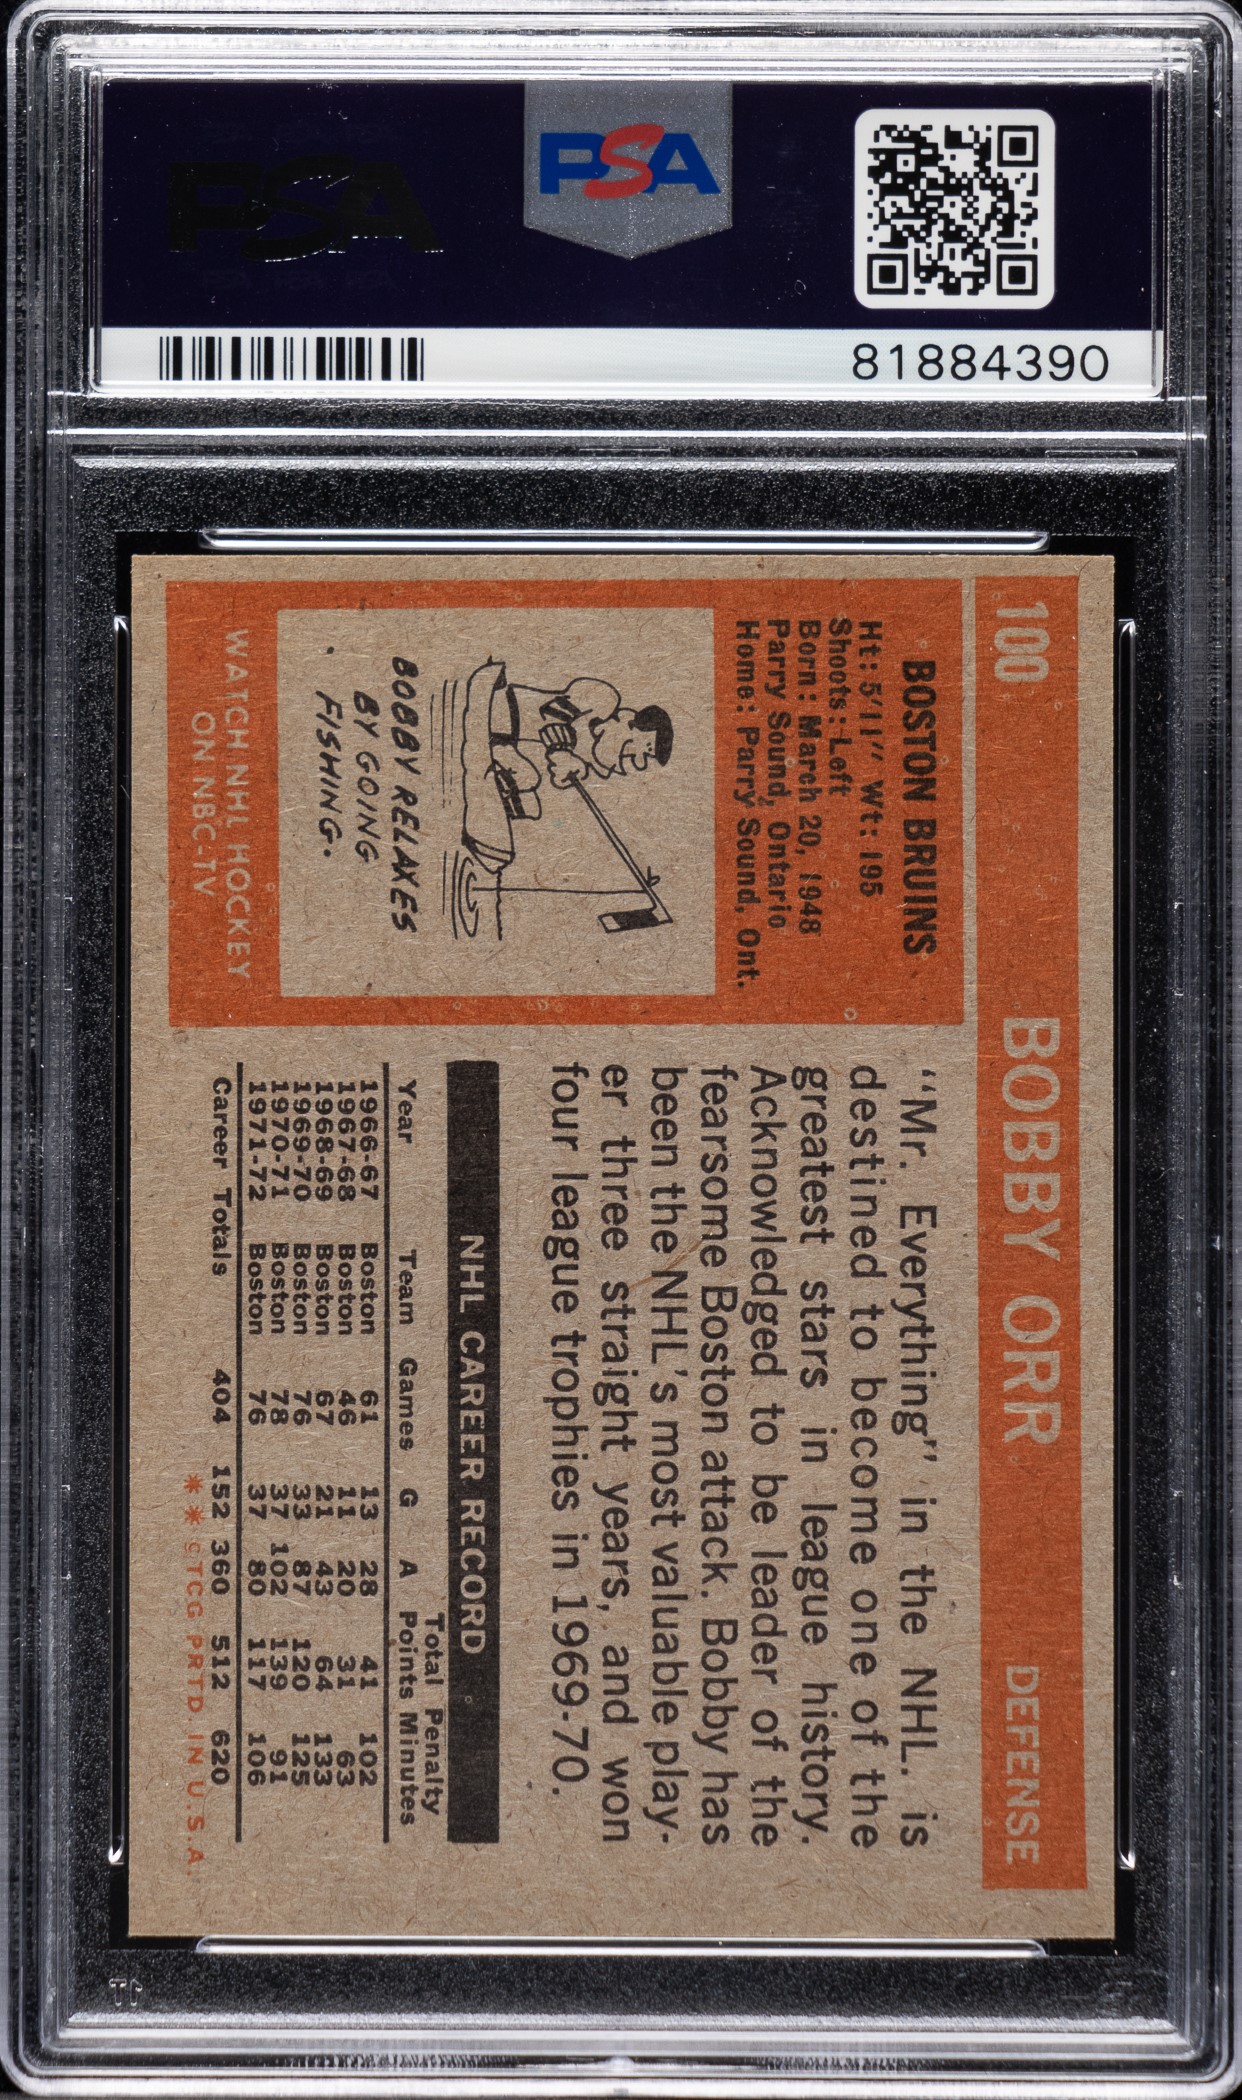 PSA
PSA
81884390
100 BOBBY ORR DEFENSE
BOSTON BRUINS
Ht: 5'11" Wt: 195
Shoots: Left
Born: March 20, 1948
Parry Sound, Ontario
Home: Parry Sound, Ont.
BOBBY RELAXES
BY GOING
FISHING.
WATCH NHL HOCKEY
ON NBC-TV
"Mr. Everything" in the NHL. is
destined to become one of the
greatest stars in league history.
Acknowledged to be leader of the
fearsome Boston attack. Bobby has
been the NHL's most valuable play-
er three straight years, and won
four league trophies in 1969-70.
NHL CAREER RECORD
Total Penalty
Year Team Games G A Points Minutes
1966-67 Boston 61 13 28 41 102
1967-68 Boston 46 11 20 31 63
1968-69 Boston 67 21 43 64 133
1969-70 Boston 76 33 87 120 125
1970-71 Boston 78 37 102 139 91
1971-72 Boston 76 37 80 117 106
Career Totals 404 152 360 512 620
** ©TCG PRTD. IN U.S.A.